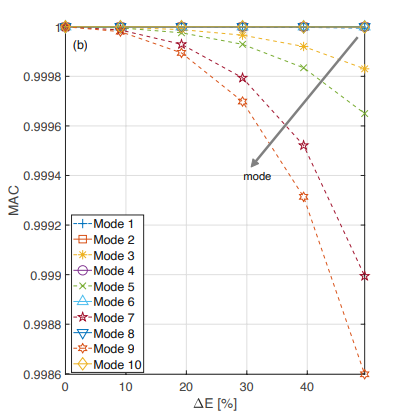 1
(b)
0.9998
0.9996
0.9994
0.9992
0.999
0.9988
0.9986
MAC
mode
Mode 1
Mode 2
Mode 3
Mode 4
Mode 5
Mode 6
Mode 7
Mode 8
Mode 9
Mode 10
0 10 20 30 40
ΔE [%]